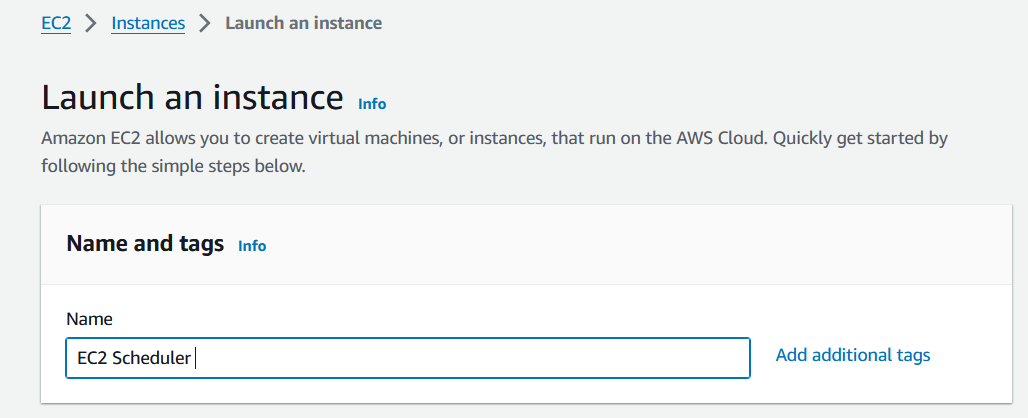 EC2 > Instances > Launch an instance
Launch an instance Info
Amazon EC2 allows you to create virtual machines, or instances, that run on the AWS Cloud. Quickly get started by
following the simple steps below.
Name and tags Info
Name
EC2 Scheduler
Add additional tags